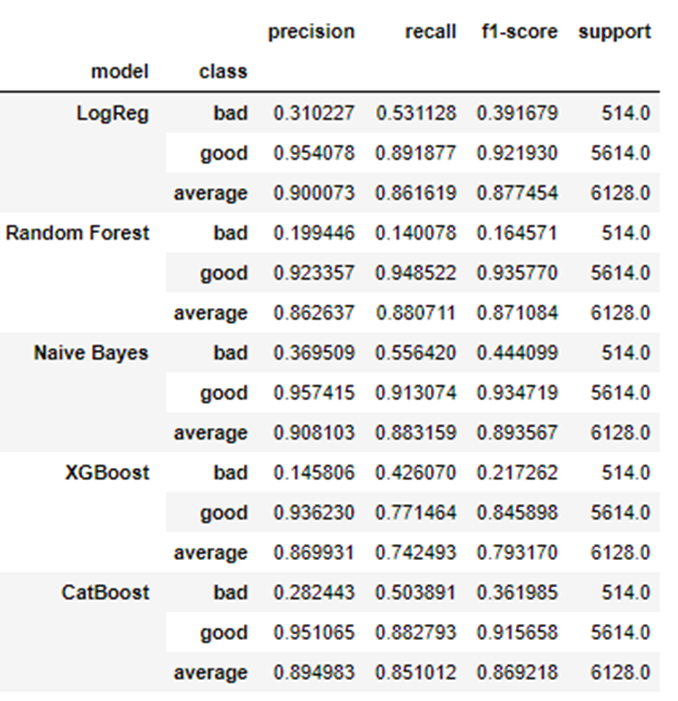 precision recall f1-score support
model class
LogReg bad 0.310227 0.531128 0.391679 514.0
good 0.954078 0.891877 0.921930 5614.0
average 0.900073 0.861619 0.877454 6128.0
Random Forest bad 0.199446 0.140078 0.164571 514.0
good 0.923357 0.948522 0.935770 5614.0
average 0.862637 0.880711 0.871084 6128.0
Naive Bayes bad 0.369509 0.556420 0.444099 514.0
good 0.957415 0.913074 0.934719 5614.0
average 0.908103 0.883159 0.893567 6128.0
XGBoost bad 0.145806 0.426070 0.217262 514.0
good 0.936230 0.771464 0.845898 5614.0
average 0.869931 0.742493 0.793170 6128.0
CatBoost bad 0.282443 0.503891 0.361985 514.0
good 0.951065 0.882793 0.915658 5614.0
average 0.894983 0.851012 0.869218 6128.0